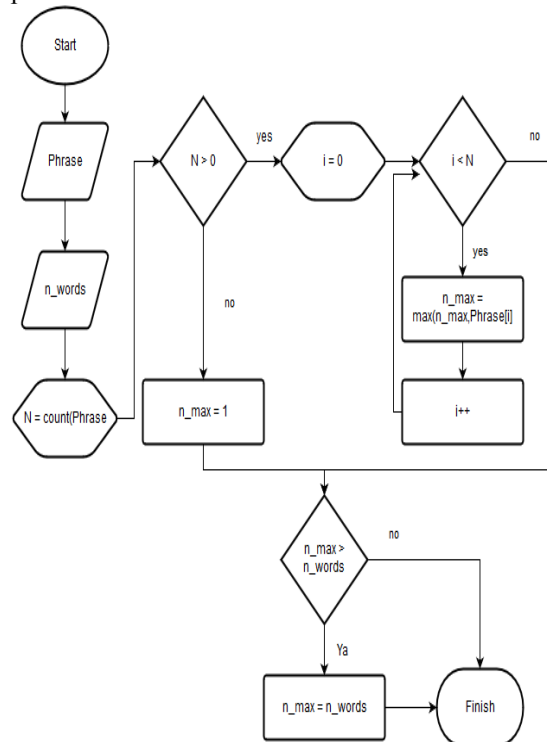 Start
Phrase
n_words
N = count(Phrase
N > 0
yes
no
i = 0
i < N
no
yes
n_max =
max(n_max,Phrase[i]
i++
n_max = 1
n_max >
n_words
no
Ya
n_max = n_words
Finish